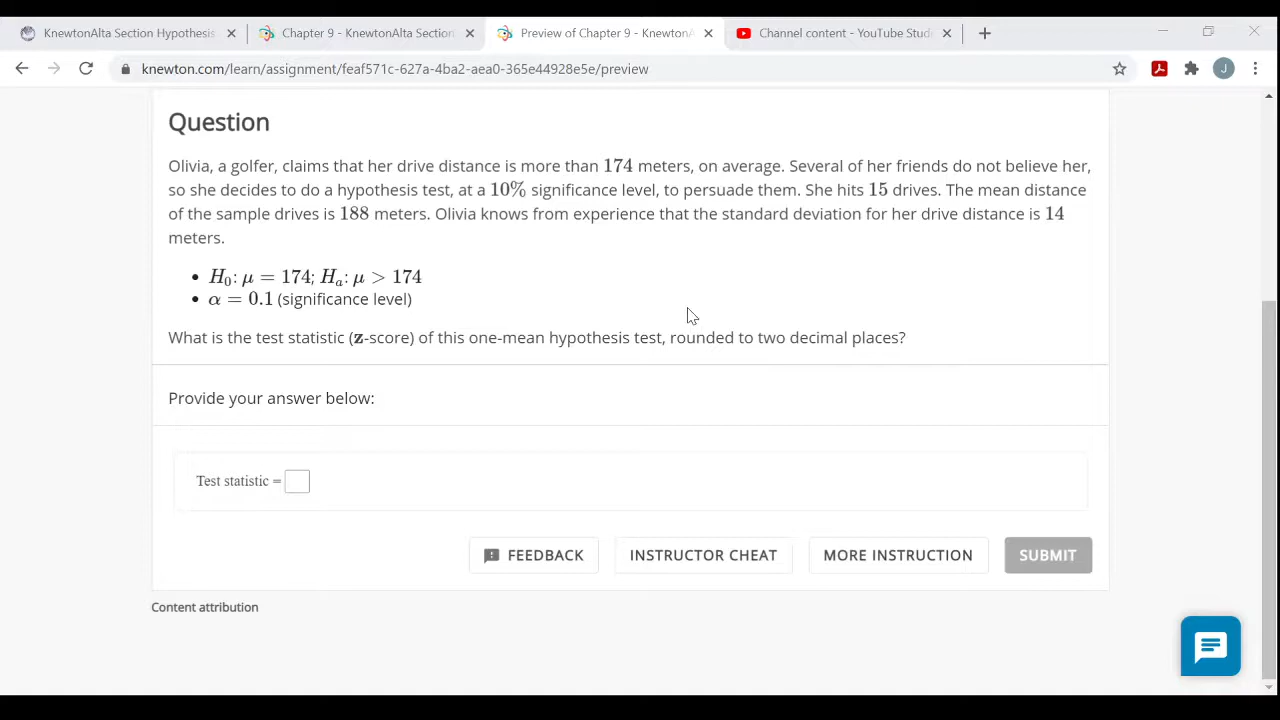 KnewtonAlta Section Hypothesis
Chapter 9 - KnewtonAlta Section
Preview of Chapter 9 - KnewtonA
Channel content - YouTube Stud
knewton.com/learn/assignment/feaf571c-627a-4ba2-aea0-365e44928e5e/preview
J
Question
Olivia, a golfer, claims that her drive distance is more than 174 meters, on average. Several of her friends do not believe her,
so she decides to do a hypothesis test, at a 10% significance level, to persuade them. She hits 15 drives. The mean distance
of the sample drives is 188 meters. Olivia knows from experience that the standard deviation for her drive distance is 14
meters.
• H₀: μ = 174; Hₐ: μ > 174
• α = 0.1 (significance level)
What is the test statistic (z-score) of this one-mean hypothesis test, rounded to two decimal places?
Provide your answer below:
Test statistic =
FEEDBACK
INSTRUCTOR CHEAT
MORE INSTRUCTION
SUBMIT
Content attribution